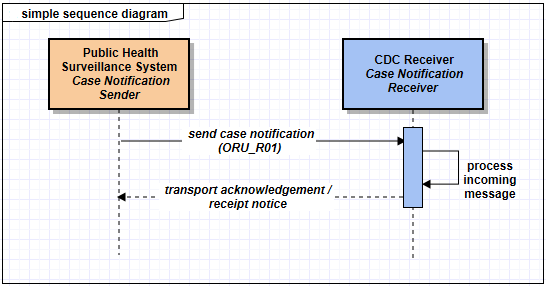 simple sequence diagram
Public Health
Surveillance System
Case Notification
Sender
CDC Receiver
Case Notification
Receiver
send case notification
(ORU_R01)
process
incoming
message
transport acknowledgement /
receipt notice